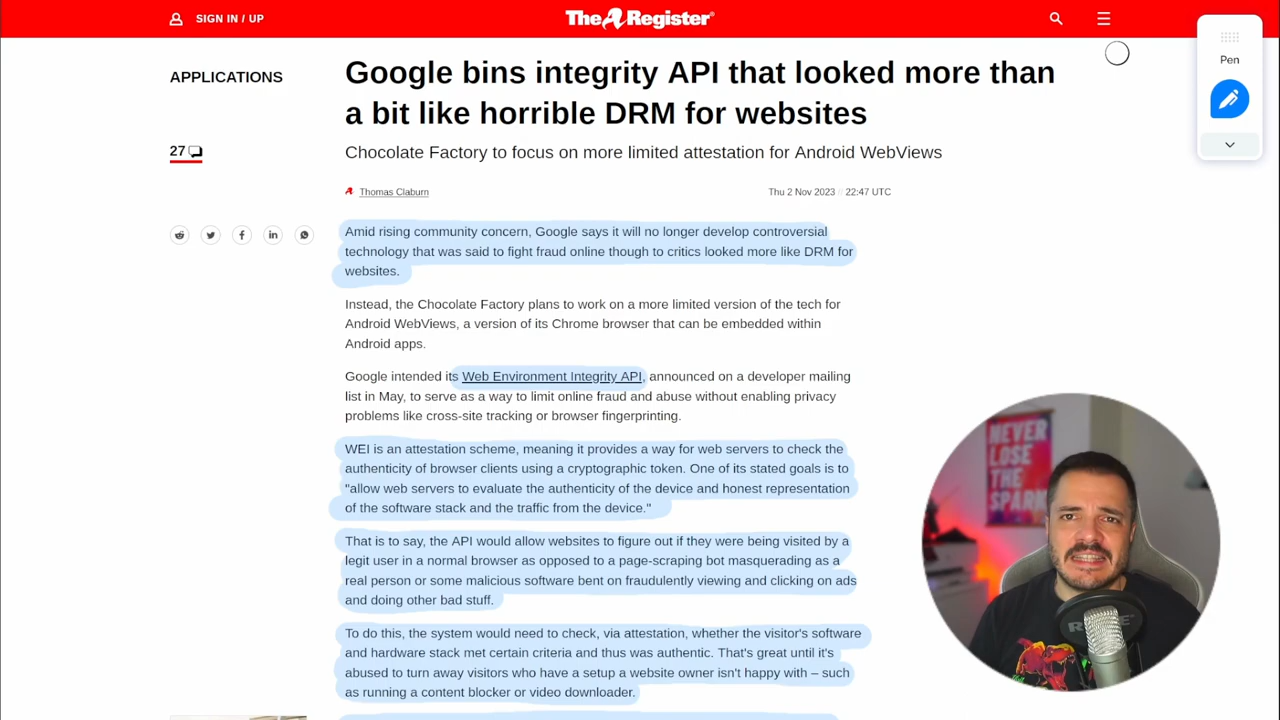 SIGN IN / UP
The Register®
Pen
APPLICATIONS
Google bins integrity API that looked more than
a bit like horrible DRM for websites
27
Chocolate Factory to focus on more limited attestation for Android WebViews
Thomas Claburn
Thu 2 Nov 2023 // 22:47 UTC
Amid rising community concern, Google says it will no longer develop controversial
technology that was said to fight fraud online though to critics looked more like DRM for
websites.
Instead, the Chocolate Factory plans to work on a more limited version of the tech for
Android WebViews, a version of its Chrome browser that can be embedded within
Android apps.
Google intended its Web Environment Integrity API, announced on a developer mailing
list in May, to serve as a way to limit online fraud and abuse without enabling privacy
problems like cross-site tracking or browser fingerprinting.
WEI is an attestation scheme, meaning it provides a way for web servers to check the
authenticity of browser clients using a cryptographic token. One of its stated goals is to
"allow web servers to evaluate the authenticity of the device and honest representation
of the software stack and the traffic from the device."
That is to say, the API would allow websites to figure out if they were being visited by a
legit user in a normal browser as opposed to a page-scraping bot masquerading as a
real person or some malicious software bent on fraudulently viewing and clicking on ads
and doing other bad stuff.
To do this, the system would need to check, via attestation, whether the visitor's software
and hardware stack met certain criteria and thus was authentic. That's great until it's
abused to turn away visitors who have a setup a website owner isn't happy with – such
as running a content blocker or video downloader.
NEVER
LOSE
THE
SPARK